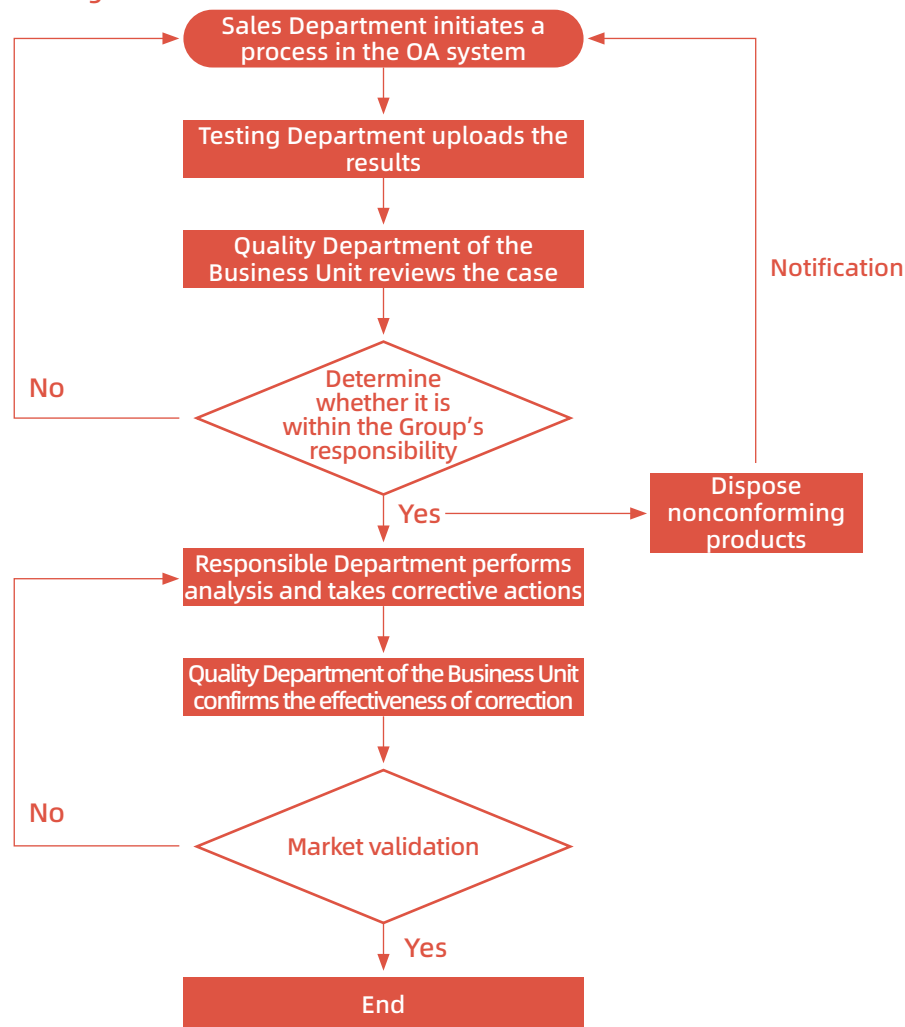 Sales Department initiates a
process in the OA system
Testing Department uploads the
results
Quality Department of the
Business Unit reviews the case
Notification
No
Determine
whether it is
within the Group's
responsibility
Yes
Dispose
nonconforming
products
Responsible Department performs
analysis and takes corrective actions
Quality Department of the Business Unit
confirms the effectiveness of correction
No
Market validation
Yes
End